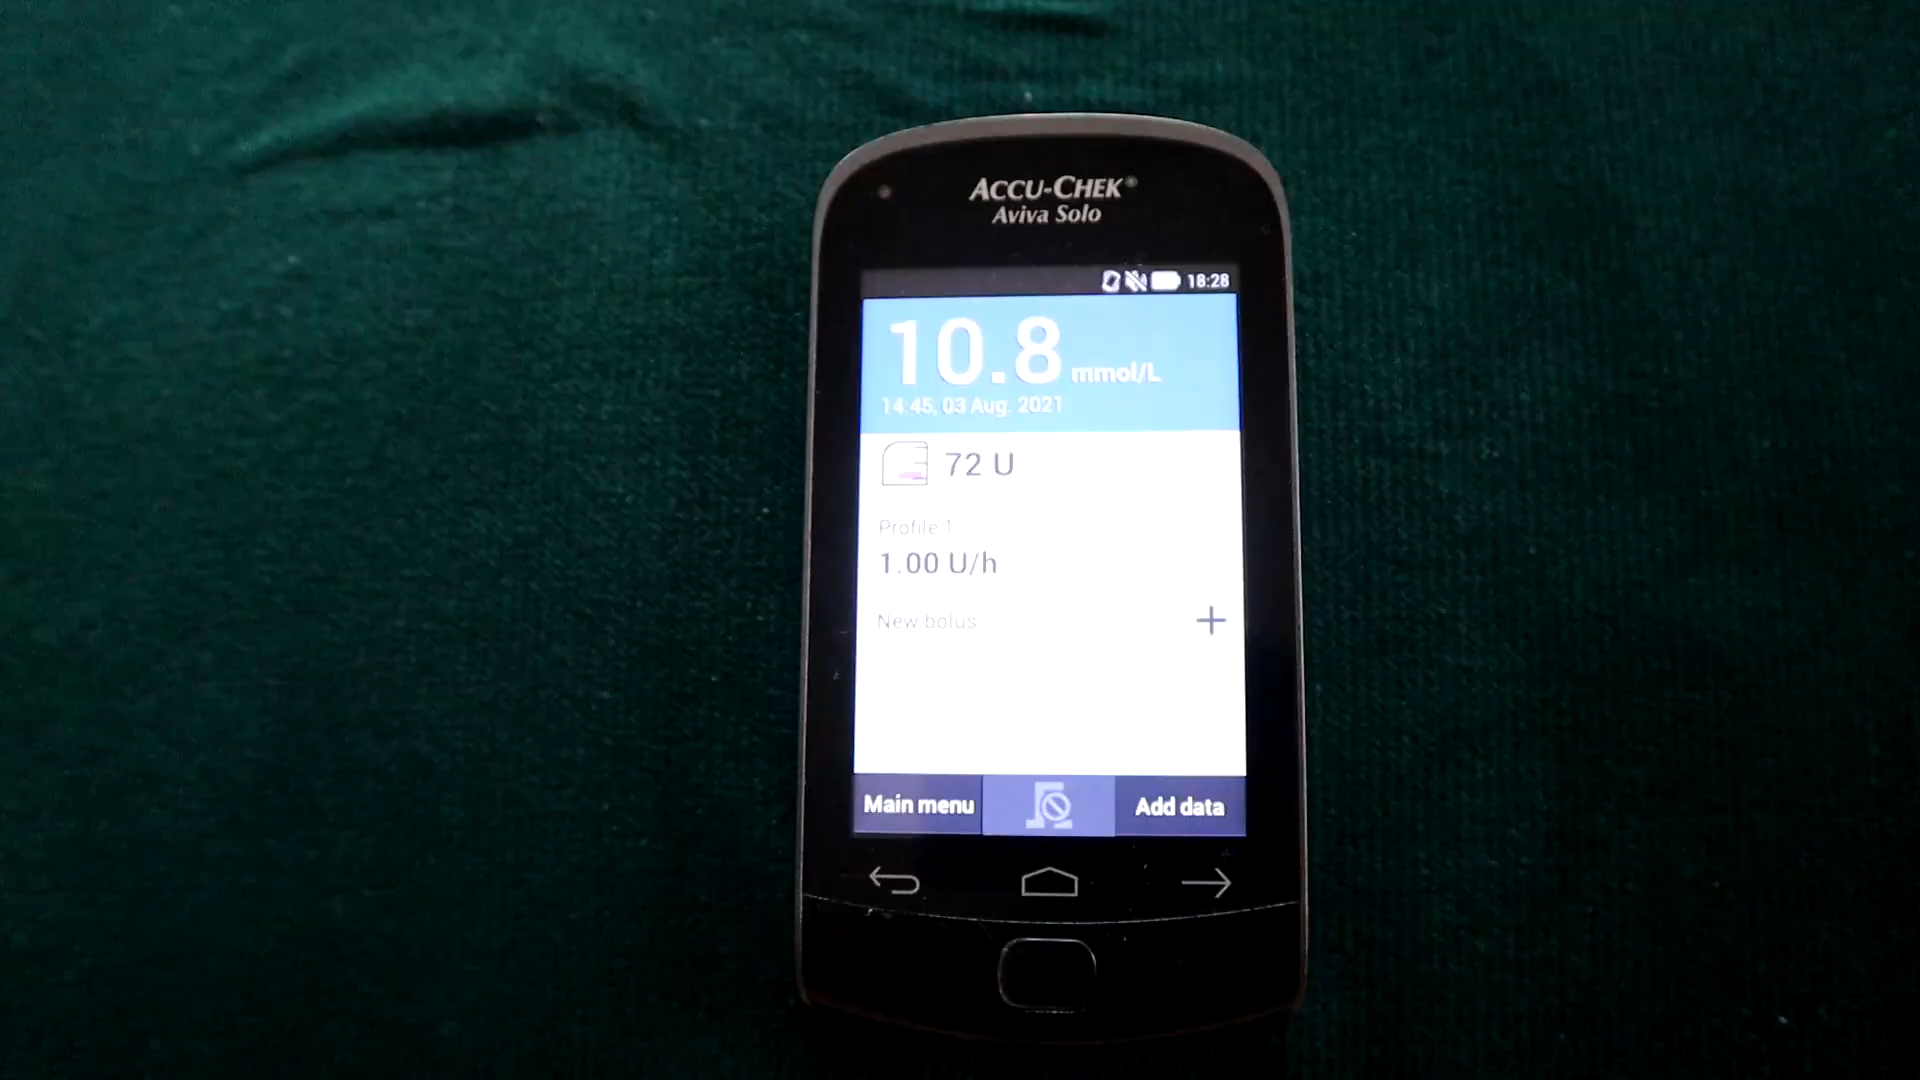 ACCU-CHEK®
Aviva Solo
18:28
10.8 mmol/L
14:45, 03 Aug. 2021
72 U
Profile 1
1.00 U/h
New bolus
Main menu
Add data